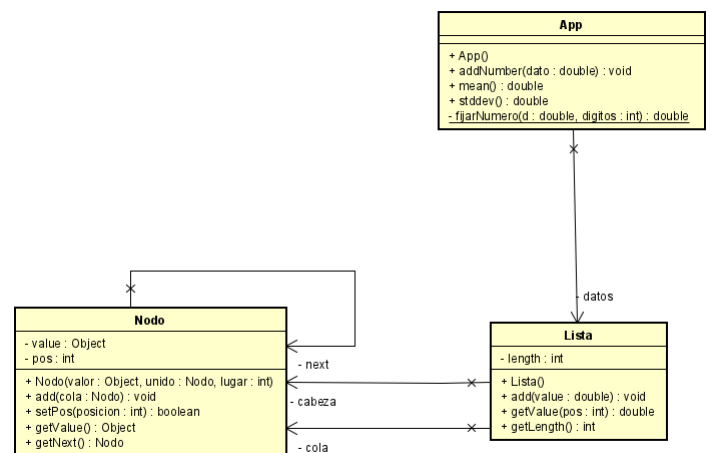 App
+ App()
+ addNumber(dato : double) : void
+ mean() : double
+ stddev() : double
- fijarNumero(d : double, digitos : int) : double
- datos
Nodo
- value : Object
- pos : int
+ Nodo(valor : Object, unido : Nodo, lugar : int)
+ add(cola : Nodo) : void
+ setPos(posicion : int) : boolean
+ getValue() : Object
+ getNext() : Nodo
- next
- cabeza
- cola
Lista
- length : int
+ Lista()
+ add(value : double) : void
+ getValue(pos : int) : double
+ getLength() : int